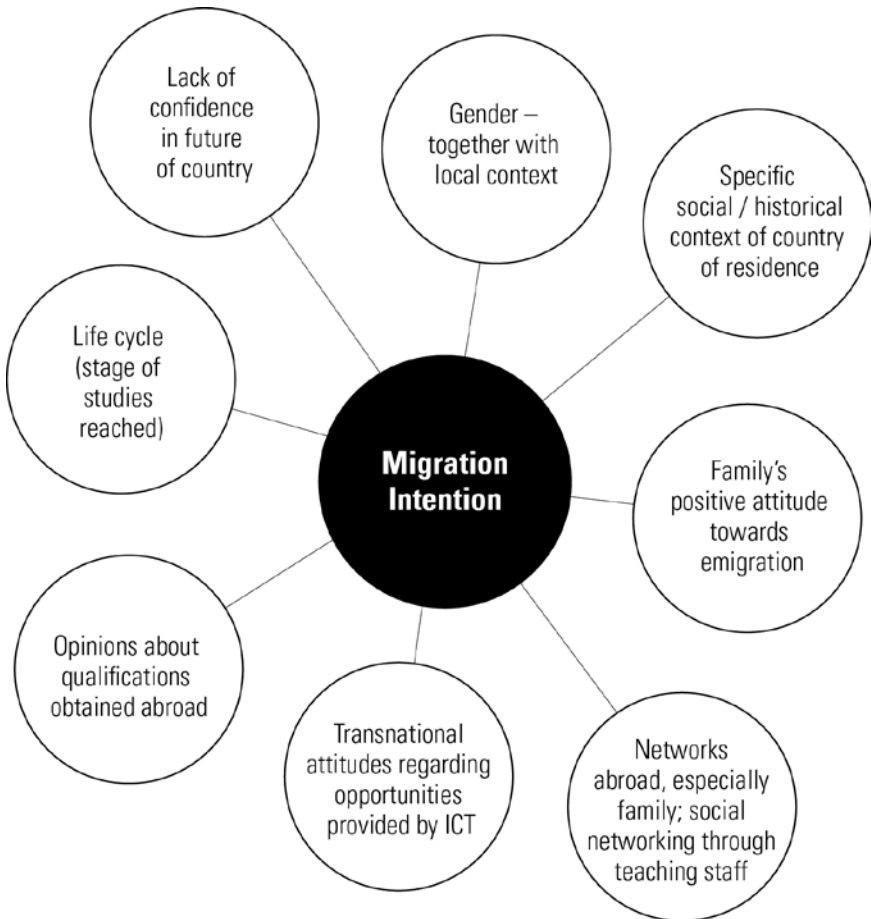 Lack of
confidence
in future
of country
Gender –
together with
local context
Specific
social / historical
context of country
of residence
Life cycle
(stage of
studies
reached)
Migration
Intention
Family’s
positive attitude
towards
emigration
Opinions about
qualifications
obtained abroad
Transnational
attitudes regarding
opportunities
provided by ICT
Networks
abroad, especially
family; social
networking through
teaching staff